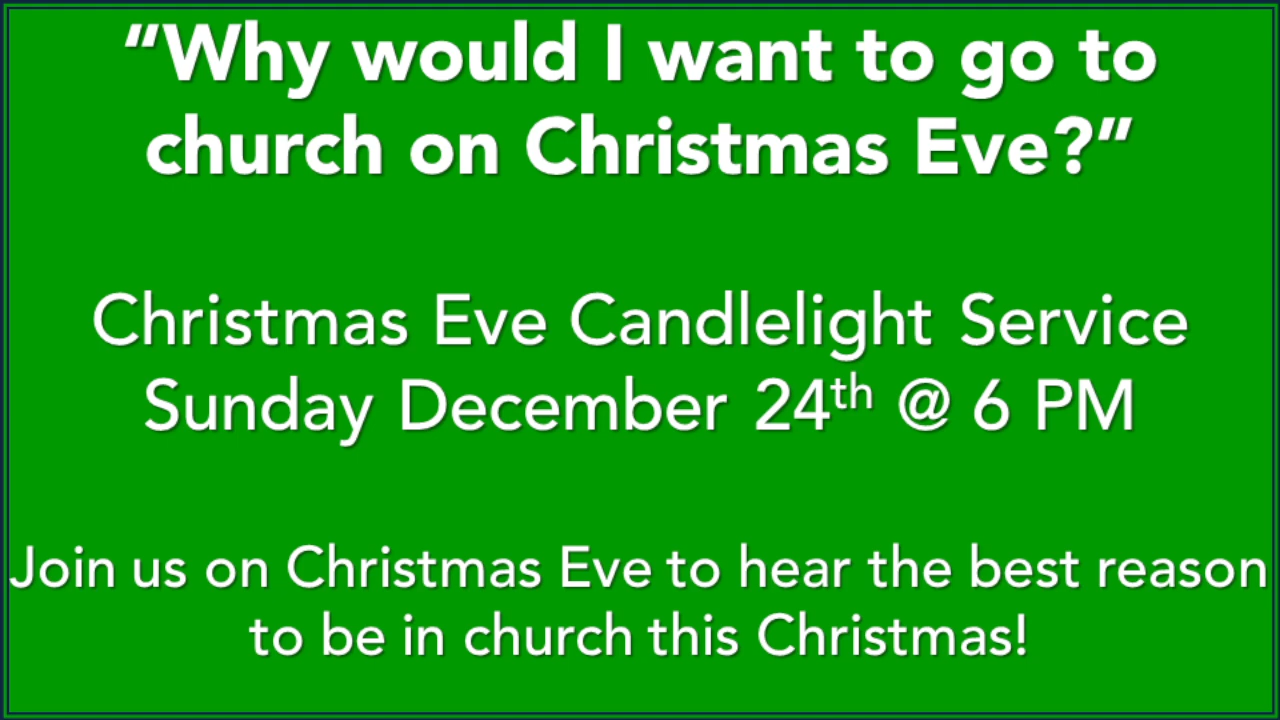 “Why would I want to go to
church on Christmas Eve?”
Christmas Eve Candlelight Service
Sunday December 24th @ 6 PM
Join us on Christmas Eve to hear the best reason
to be in church this Christmas!